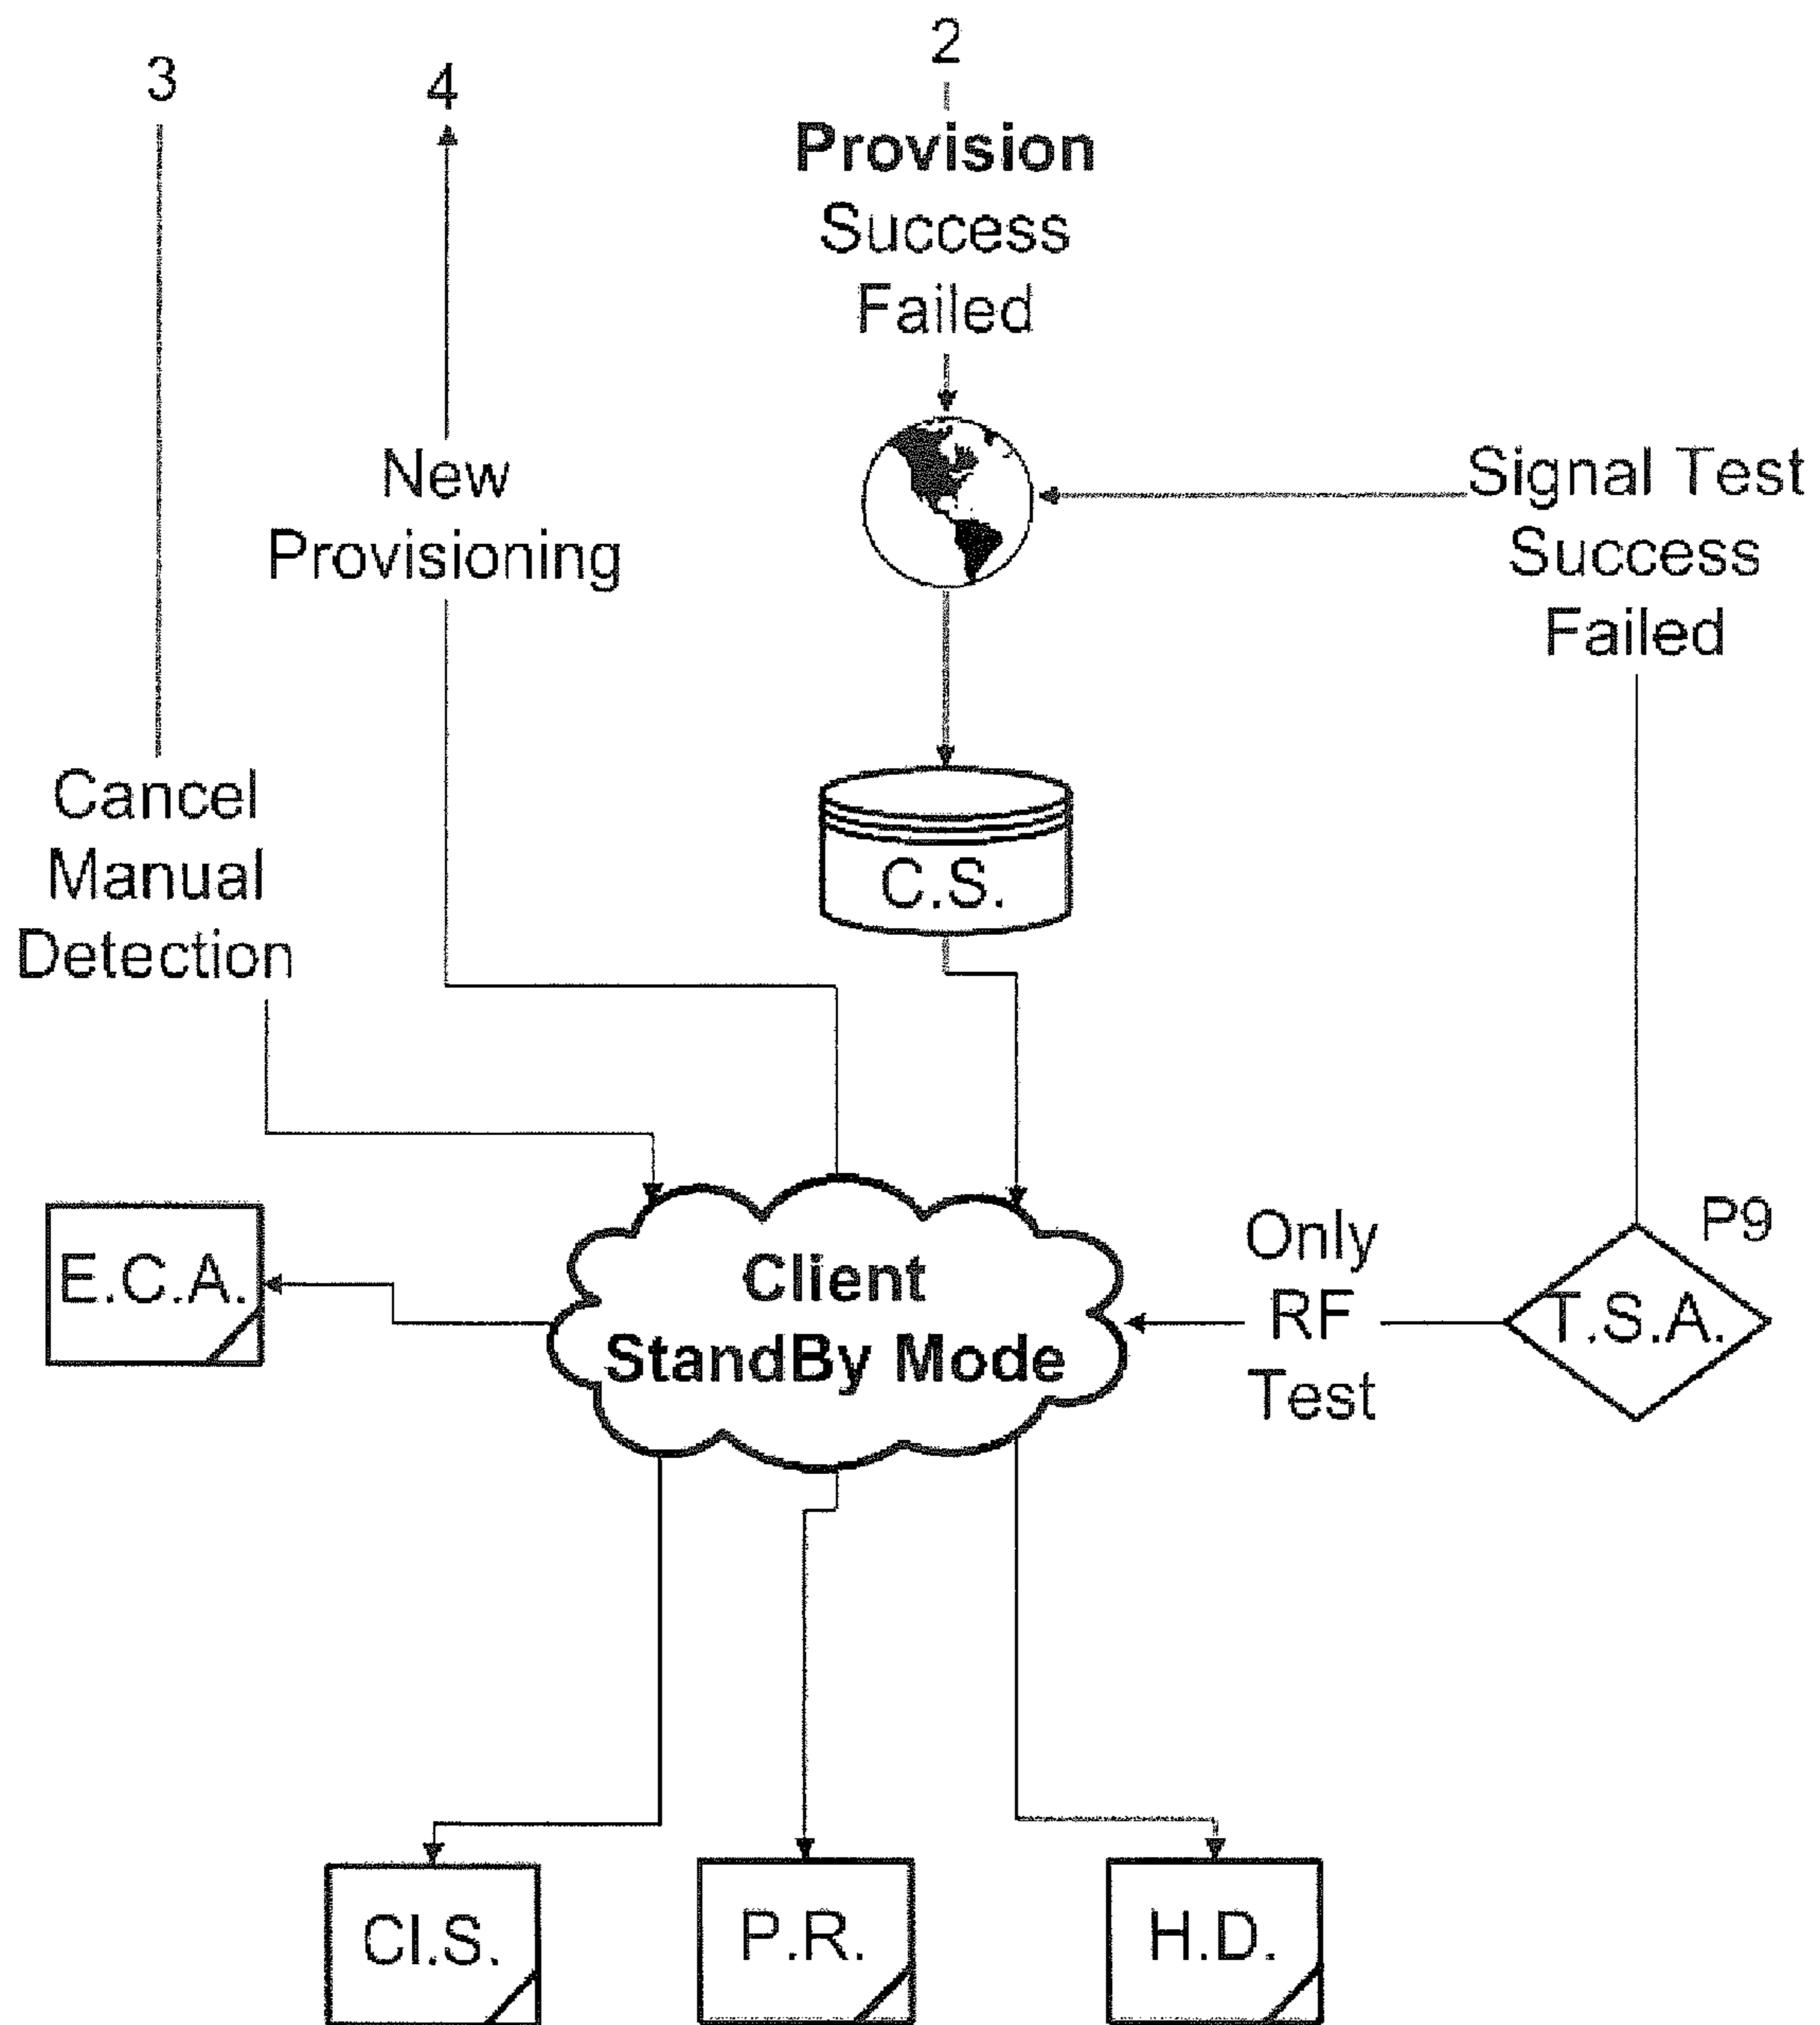 3
4
2
Provision
Success
Failed
New
Provisioning
Signal Test
Success
Failed
Cancel
Manual
Detection
C.S.
E.C.A.
Client
StandBy Mode
Only
RF
Test
P9
T.S.A.
Cl.S.
P.R.
H.D.